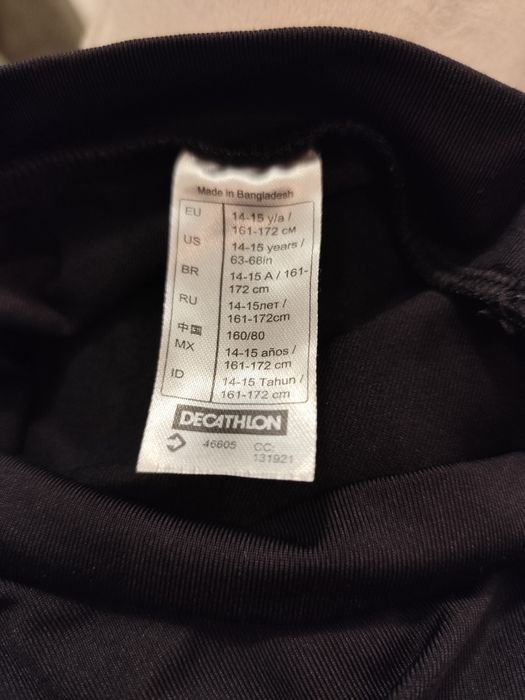 Made in Bangladesh
EU 14-15 y/a /
161-172 см
US 14-15 years /
63-68in
BR 14-15 A / 161-
172 cm
RU 14-15лет /
161-172cm
中国 160/80
MX 14-15 años /
161-172 cm
ID 14-15 Tahun /
161-172 cm
DECATHLON
46605 CC:
131921